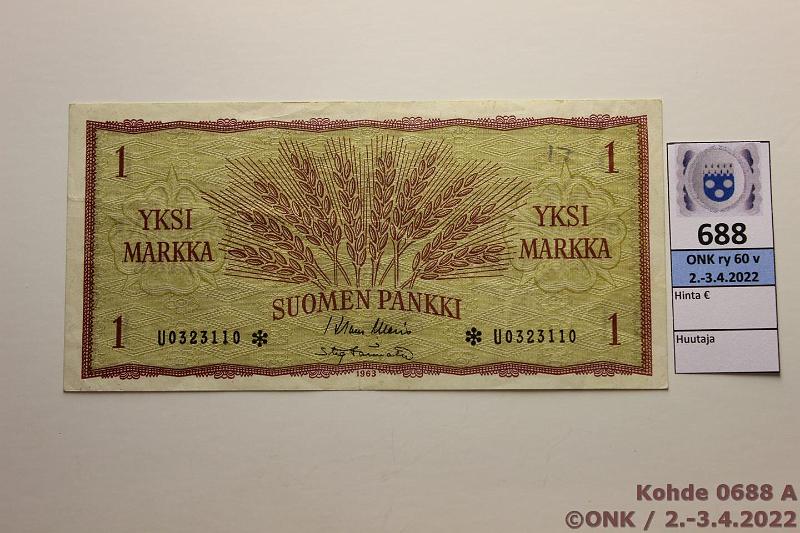 1 17 1
YKSI MARKKA
YKSI MARKKA
SUOMEN PANKKI
1 U0323110 * * U0323110 1
1963
688
ONK ry 60 v
2.-3.4.2022
Hinta €
Huutaja
Kohde 0688 A
©ONK / 2.-3.4.2022